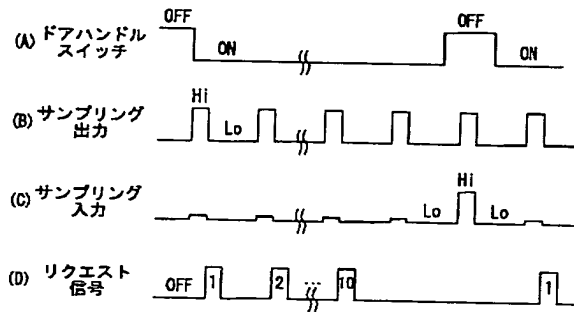 (A) ドアハンドル
スイッチ
OFF
ON
OFF
ON
(B) サンプリング
出力
Hi
Lo
(C) サンプリング
入力
Lo
Hi
Lo
(D) リクエスト
信号
OFF
1
2
...
10
1